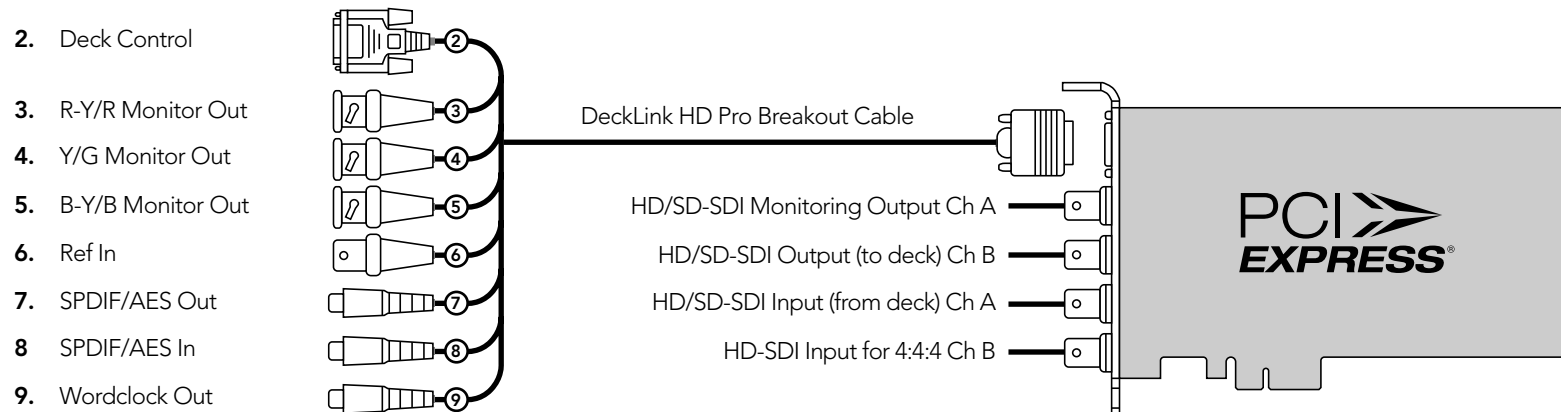 2. Deck Control
2
3. R-Y/R Monitor Out
3
4. Y/G Monitor Out
4
5. B-Y/B Monitor Out
5
6. Ref In
6
7. SPDIF/AES Out
7
8 SPDIF/AES In
8
9. Wordclock Out
9
DeckLink HD Pro Breakout Cable
HD/SD-SDI Monitoring Output Ch A
HD/SD-SDI Output (to deck) Ch B
HD/SD-SDI Input (from deck) Ch A
HD-SDI Input for 4:4:4 Ch B
PCI
EXPRESS®